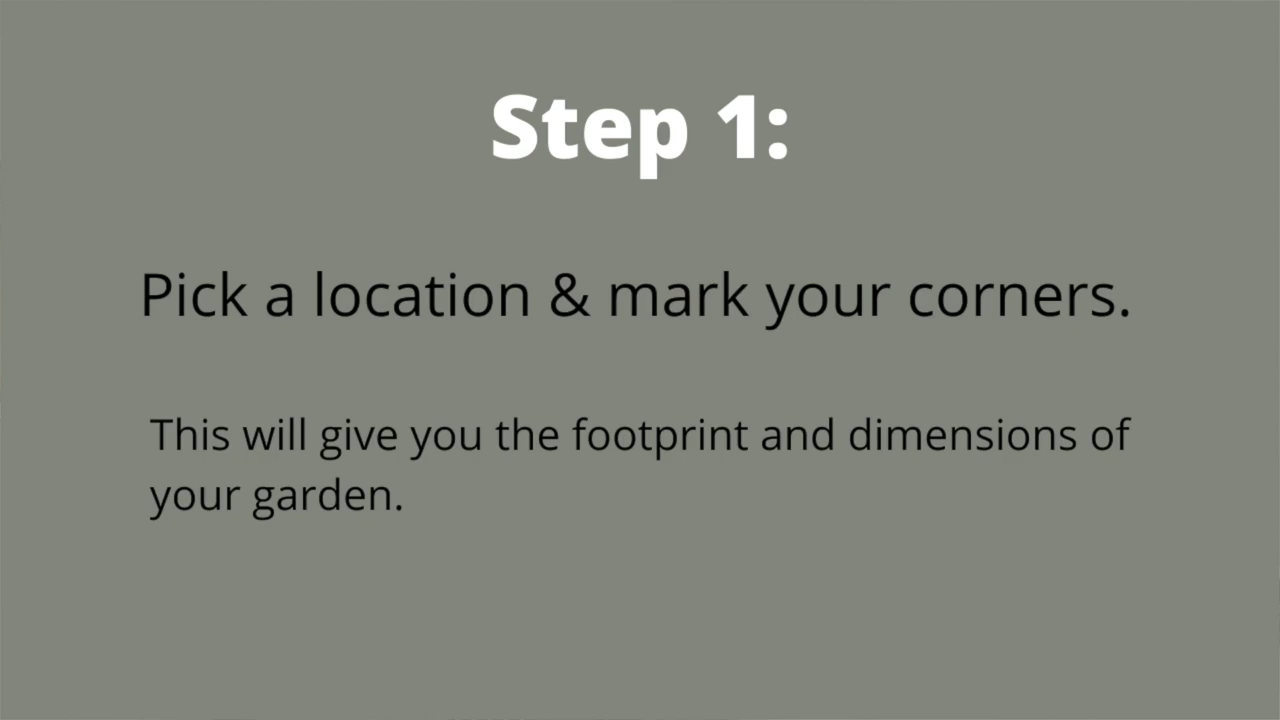 Step 1:
Pick a location & mark your corners.
This will give you the footprint and dimensions of
your garden.